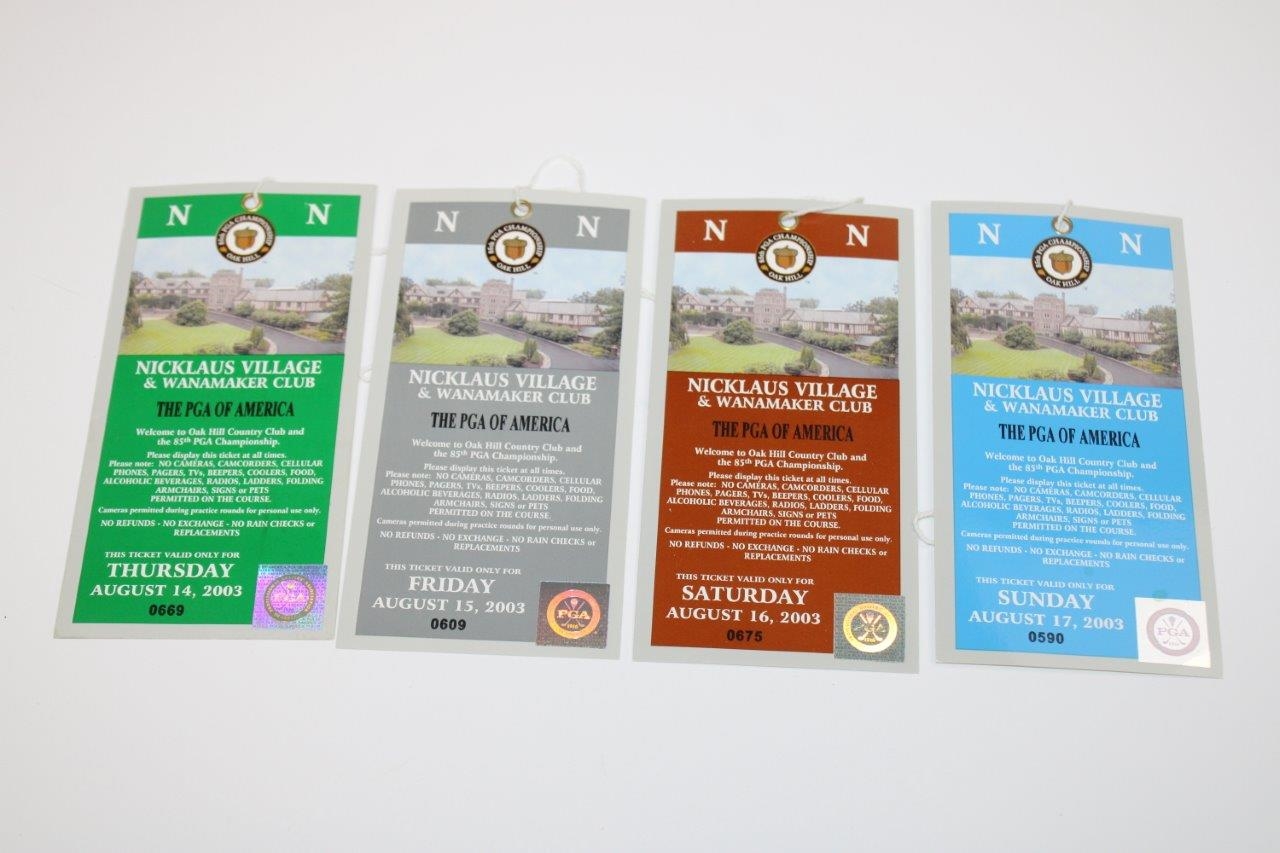 N N
85th PGA CHAMPIONSHIP
OAK HILL
NICKLAUS VILLAGE
& WANAMAKER CLUB
THE PGA OF AMERICA
Welcome to Oak Hill Country Club and
the 85th PGA Championship.
Please display this ticket at all times.
Please note: NO CAMERAS, CAMCORDERS, CELLULAR
PHONES, PAGERS, TVs, BEEPERS, COOLERS, FOOD,
ALCOHOLIC BEVERAGES, RADIOS, LADDERS, FOLDING
ARMCHAIRS, SIGNS or PETS
PERMITTED ON THE COURSE.
Cameras permitted during practice rounds for personal use only.
NO REFUNDS - NO EXCHANGE - NO RAIN CHECKS or
REPLACEMENTS
THIS TICKET VALID ONLY FOR
THURSDAY
AUGUST 14, 2003
0669
PGA
N N
85th PGA CHAMPIONSHIP
OAK HILL
NICKLAUS VILLAGE
& WANAMAKER CLUB
THE PGA OF AMERICA
Welcome to Oak Hill Country Club and
the 85th PGA Championship.
Please display this ticket at all times.
Please note: NO CAMERAS, CAMCORDERS, CELLULAR
PHONES, PAGERS, TVs, BEEPERS, COOLERS, FOOD,
ALCOHOLIC BEVERAGES, RADIOS, LADDERS, FOLDING
ARMCHAIRS, SIGNS or PETS
PERMITTED ON THE COURSE.
Cameras permitted during practice rounds for personal use only.
NO REFUNDS - NO EXCHANGE - NO RAIN CHECKS or
REPLACEMENTS
THIS TICKET VALID ONLY FOR
FRIDAY
AUGUST 15, 2003
0609
PGA
N N
85th PGA CHAMPIONSHIP
OAK HILL
NICKLAUS VILLAGE
& WANAMAKER CLUB
THE PGA OF AMERICA
Welcome to Oak Hill Country Club and
the 85th PGA Championship.
Please display this ticket at all times.
Please note: NO CAMERAS, CAMCORDERS, CELLULAR
PHONES, PAGERS, TVs, BEEPERS, COOLERS, FOOD,
ALCOHOLIC BEVERAGES, RADIOS, LADDERS, FOLDING
ARMCHAIRS, SIGNS or PETS
PERMITTED ON THE COURSE.
Cameras permitted during practice rounds for personal use only.
NO REFUNDS - NO EXCHANGE - NO RAIN CHECKS or
REPLACEMENTS
THIS TICKET VALID ONLY FOR
SATURDAY
AUGUST 16, 2003
0675
N N
85th PGA CHAMPIONSHIP
OAK HILL
NICKLAUS VILLAGE
& WANAMAKER CLUB
THE PGA OF AMERICA
Welcome to Oak Hill Country Club and
the 85th PGA Championship.
Please display this ticket at all times.
Please note: NO CAMERAS, CAMCORDERS, CELLULAR
PHONES, PAGERS, TVs, BEEPERS, COOLERS, FOOD,
ALCOHOLIC BEVERAGES, RADIOS, LADDERS, FOLDING
ARMCHAIRS, SIGNS or PETS
PERMITTED ON THE COURSE.
Cameras permitted during practice rounds for personal use only.
NO REFUNDS - NO EXCHANGE - NO RAIN CHECKS or
REPLACEMENTS
THIS TICKET VALID ONLY FOR
SUNDAY
AUGUST 17, 2003
0590
PGA